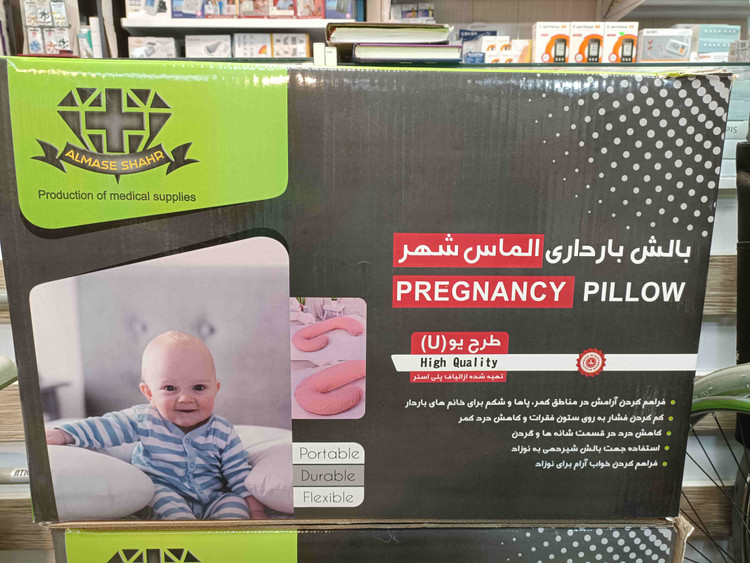 ALMASE SHAHR
Production of medical supplies
بالش بارداری الماس شهر
PREGNANCY PILLOW
طرح یو (U)
High Quality
تهیه شده از الیاف پلی استر
فراهم کردن آرامش در مناطق کمر، پاها و شکم برای خانم های باردار
کم کردن فشار به روی ستون فقرات و کاهش درد کمر
کاهش درد در قسمت شانه ها و گردن
استفاده جهت بالش شیردهی به نوزاد
فراهم کردن خواب آرام برای نوزاد
Portable
Durable
Flexible